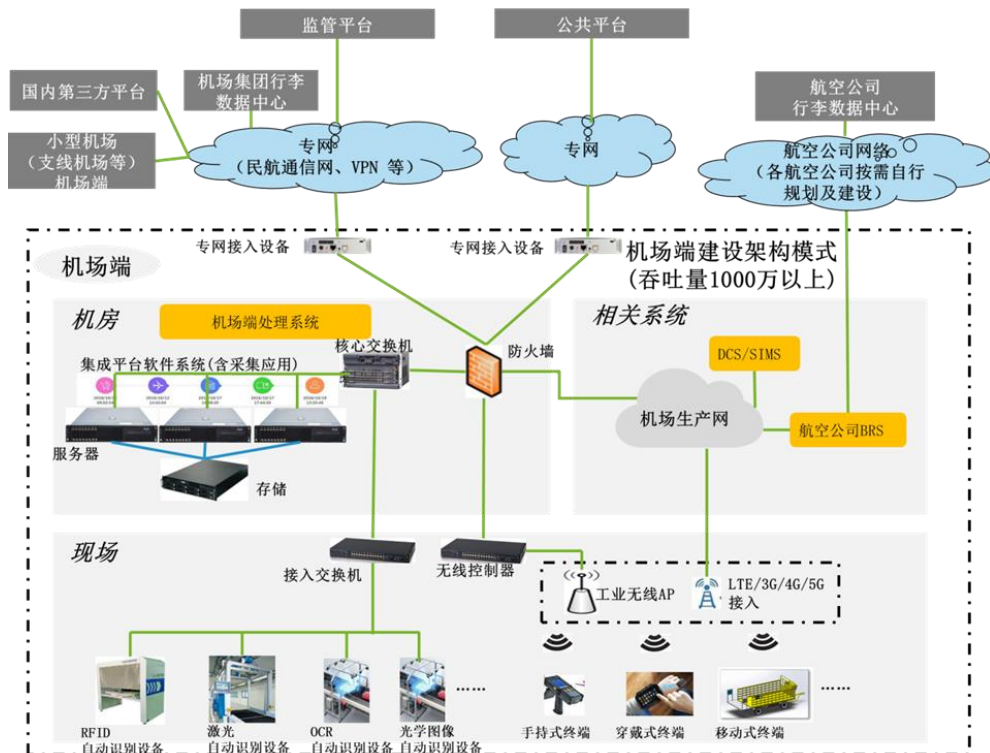 监管平台
公共平台
国内第三方平台
机场集团行李
数据中心
航空公司
行李数据中心
小型机场
（支线机场等）
机场端
专网
（民航通信网、VPN 等）
专网
航空公司网络
（各航空公司按需自行
规划及建设）
专网接入设备
专网接入设备
机场端
机场端建设架构模式
(吞吐量1000万以上)
机房
机场端处理系统
相关系统
核心交换机
防火墙
集成平台软件系统(含采集应用)
DCS/SIMS
机场生产网
航空公司BRS
服务器
存储
现场
接入交换机
无线控制器
工业无线AP
LTE/3G/4G/5G
接入
RFID
自动识别设备
激光
自动识别设备
OCR
自动识别设备
光学图像
自动识别设备
……
手持式终端
穿戴式终端
移动式终端
……